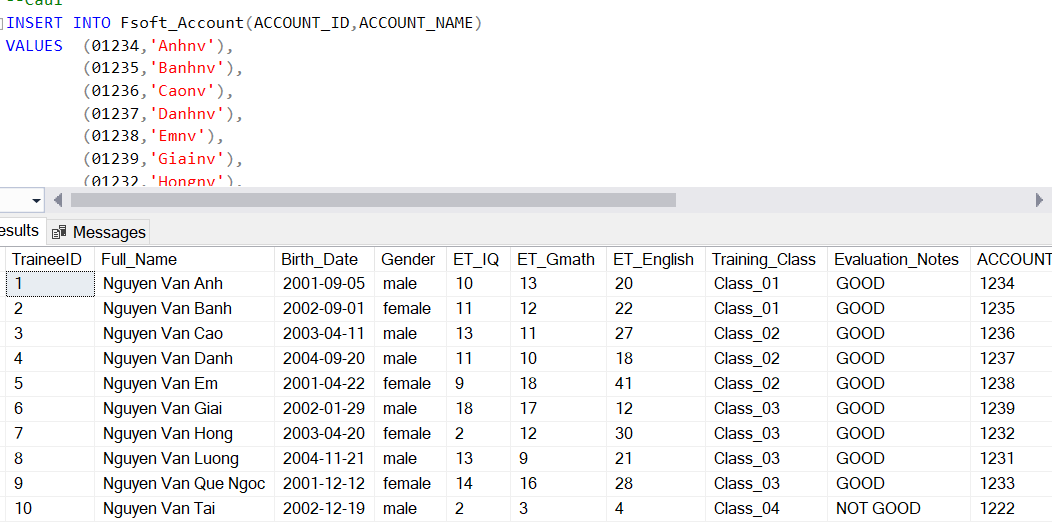 --Cau1
INSERT INTO Fsoft_Account(ACCOUNT_ID,ACCOUNT_NAME)
VALUES (01234,'Anhnv'),
(01235,'Banhnv'),
(01236,'Caonv'),
(01237,'Danhnv'),
(01238,'Emnv'),
(01239,'Giainv'),
(01232,'Hongnv'),
esults Messages
TraineeID Full_Name Birth_Date Gender ET_IQ ET_Gmath ET_English Training_Class Evaluation_Notes ACCOUNT
1 Nguyen Van Anh 2001-09-05 male 10 13 20 Class_01 GOOD 1234
2 Nguyen Van Banh 2002-09-01 female 11 12 22 Class_01 GOOD 1235
3 Nguyen Van Cao 2003-04-11 male 13 11 27 Class_02 GOOD 1236
4 Nguyen Van Danh 2004-09-20 male 11 10 18 Class_02 GOOD 1237
5 Nguyen Van Em 2001-04-22 female 9 18 41 Class_02 GOOD 1238
6 Nguyen Van Giai 2002-01-29 male 18 17 12 Class_03 GOOD 1239
7 Nguyen Van Hong 2003-04-20 female 2 12 30 Class_03 GOOD 1232
8 Nguyen Van Luong 2004-11-21 male 13 9 21 Class_03 GOOD 1231
9 Nguyen Van Que Ngoc 2001-12-12 female 14 16 28 Class_03 GOOD 1233
10 Nguyen Van Tai 2002-12-19 male 2 3 4 Class_04 NOT GOOD 1222